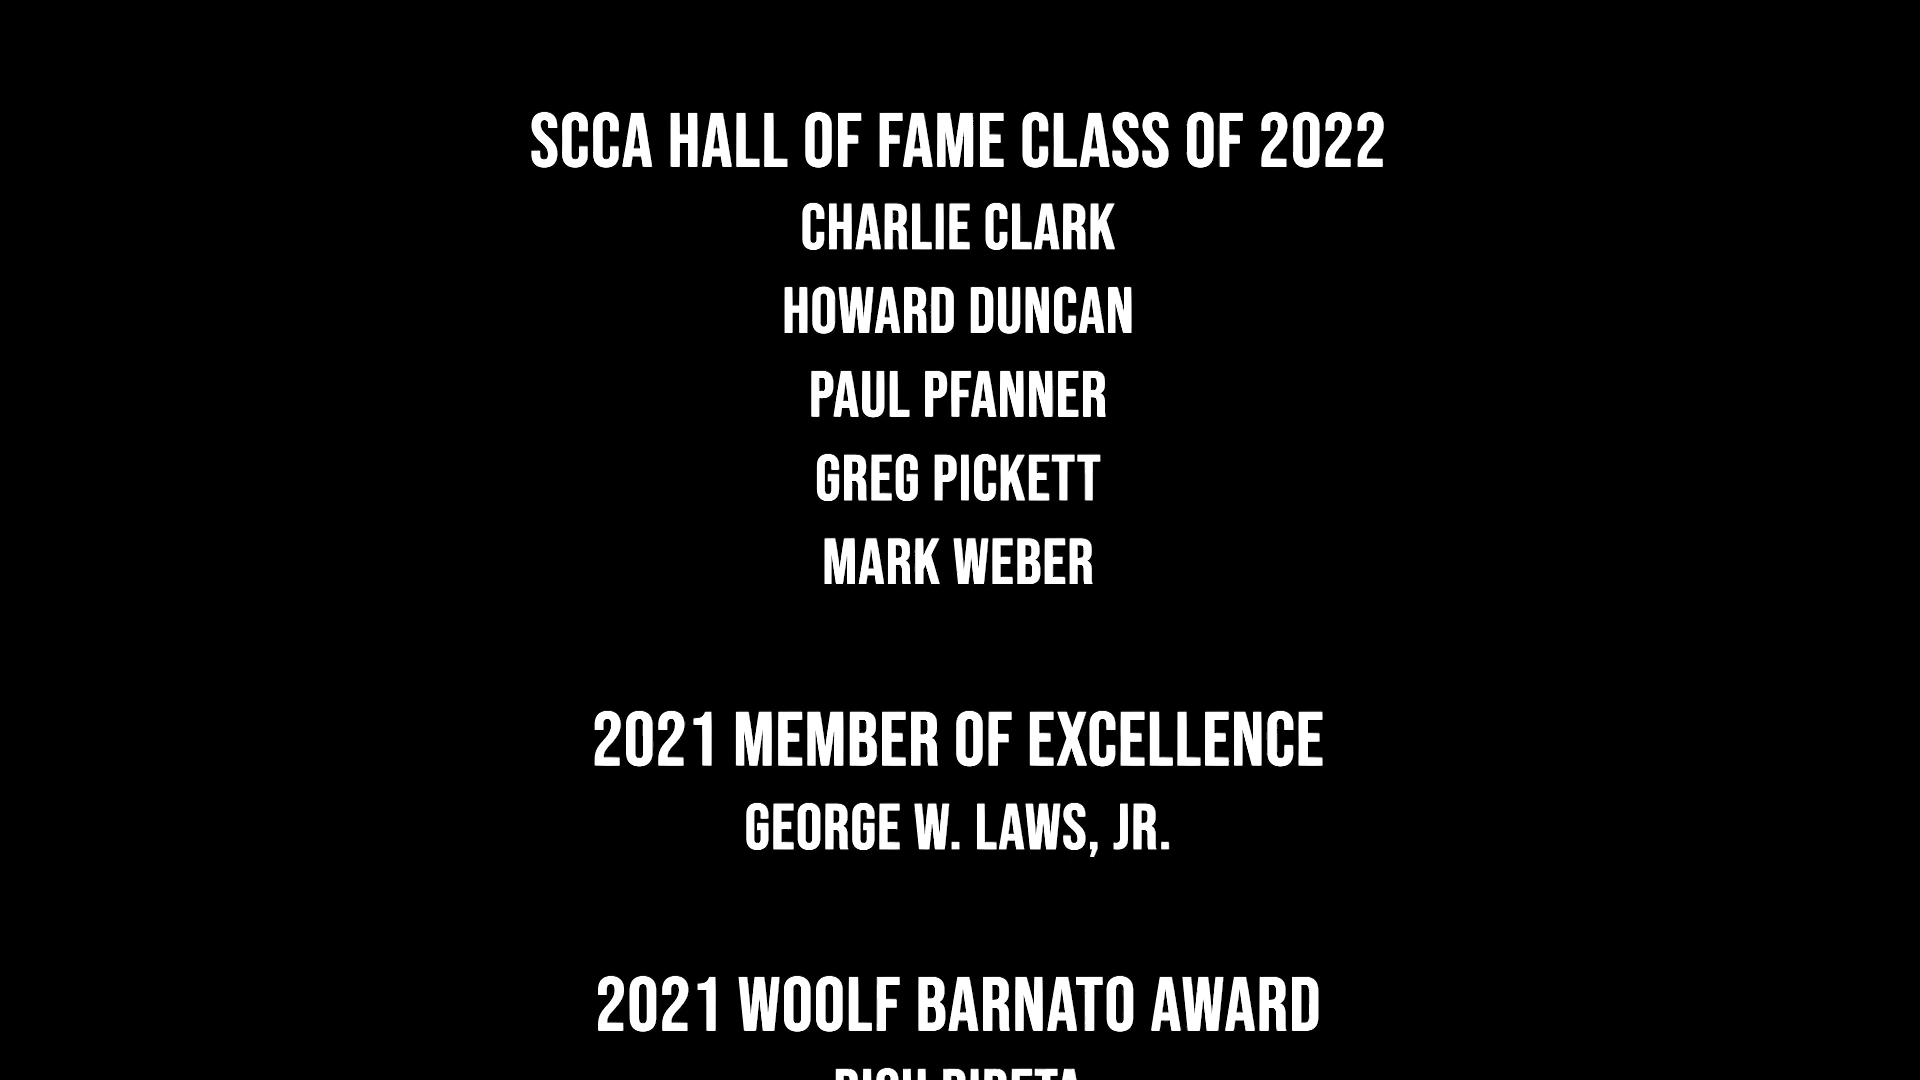 SCCA HALL OF FAME CLASS OF 2022
CHARLIE CLARK
HOWARD DUNCAN
PAUL PFANNER
GREG PICKETT
MARK WEBER
2021 MEMBER OF EXCELLENCE
GEORGE W. LAWS, JR.
2021 WOOLF BARNATO AWARD